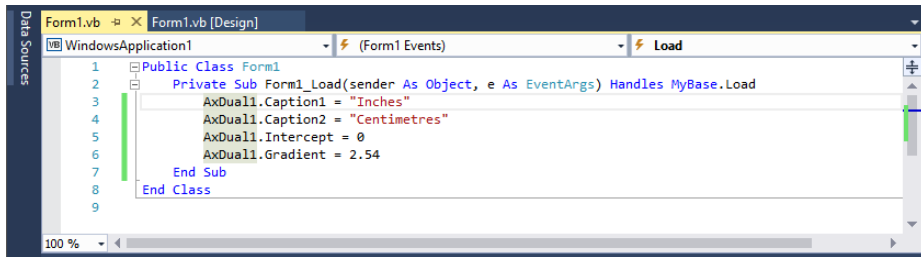 Data Sources
Form1.vb Form1.vb [Design]
VB WindowsApplication1 (Form1 Events) Load
1 Public Class Form1
2 Private Sub Form1_Load(sender As Object, e As EventArgs) Handles MyBase.Load
3 AxDual1.Caption1 = "Inches"
4 AxDual1.Caption2 = "Centimetres"
5 AxDual1.Intercept = 0
6 AxDual1.Gradient = 2.54
7 End Sub
8 End Class
9
100 %